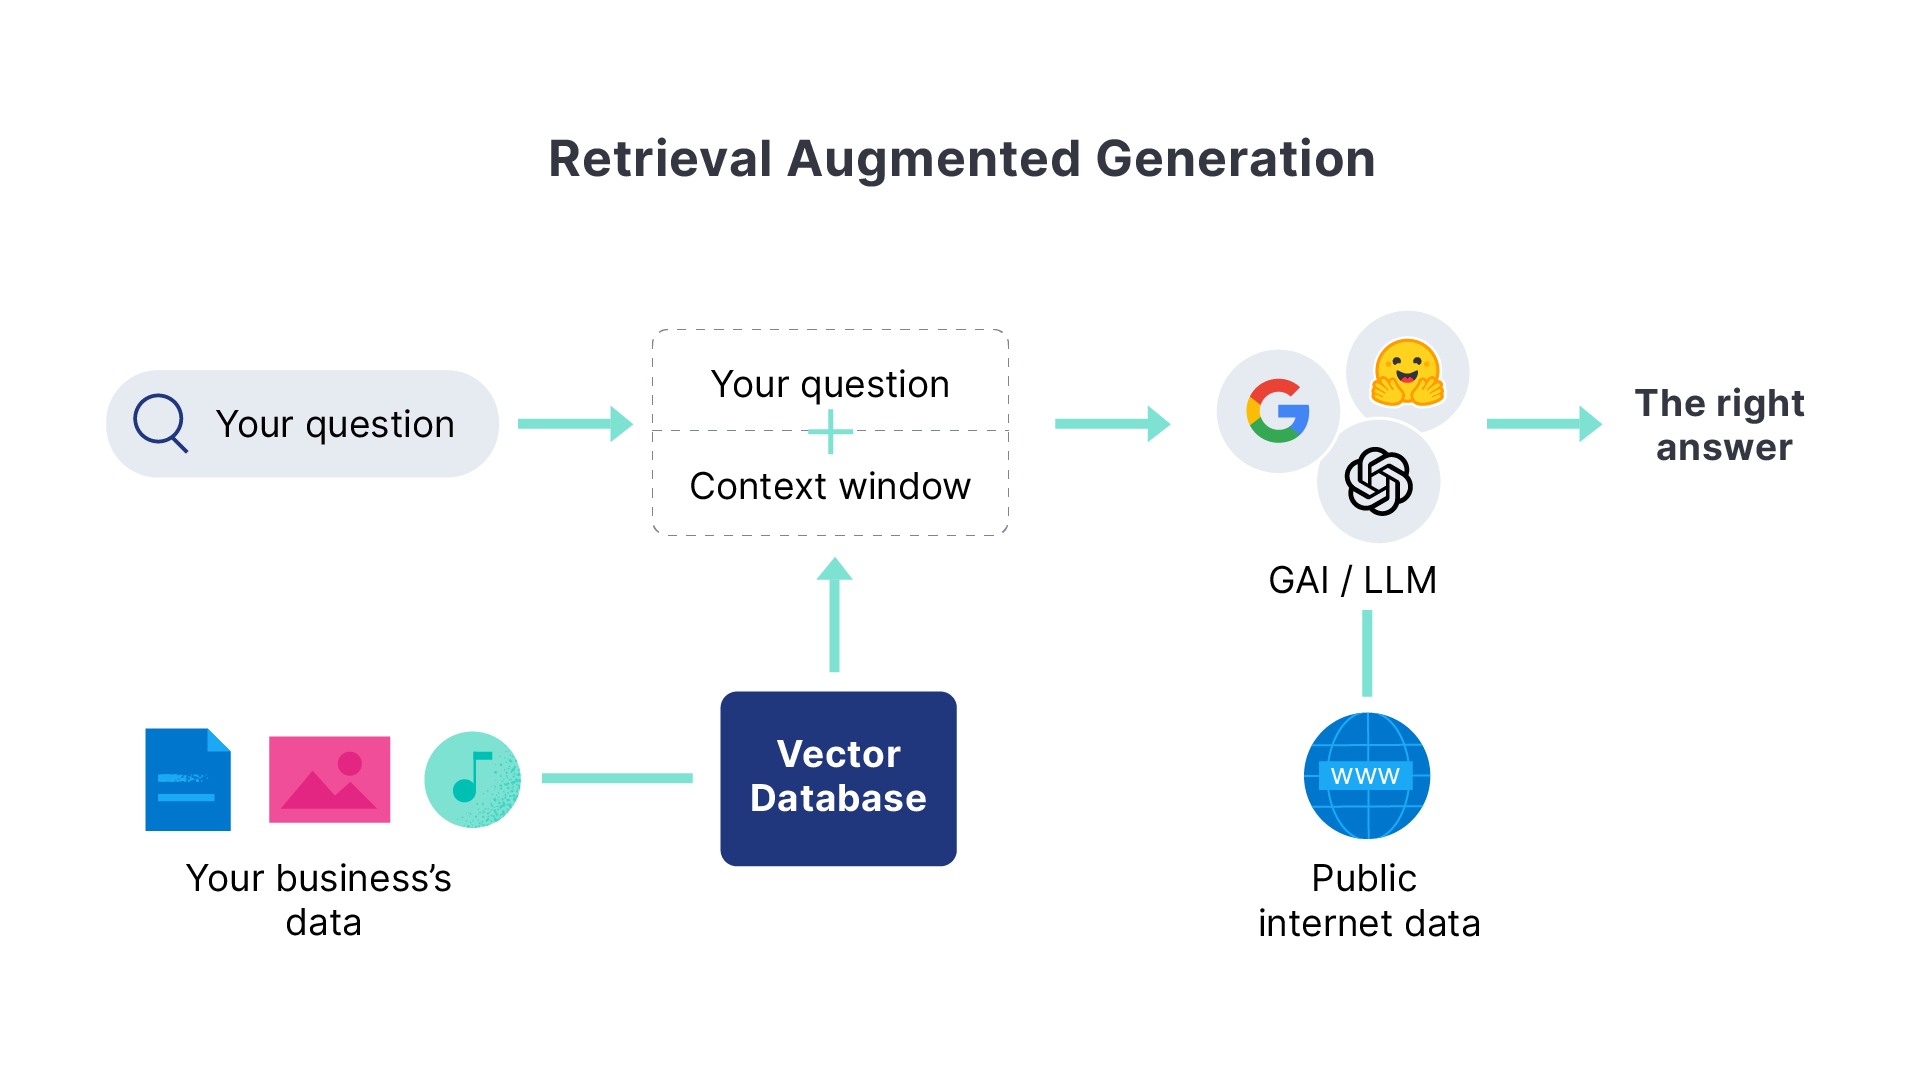 Retrieval Augmented Generation
Your question
Your question
Context window
The right
answer
GAI / LLM
Vector
Database
www
Your business’s
data
Public
internet data